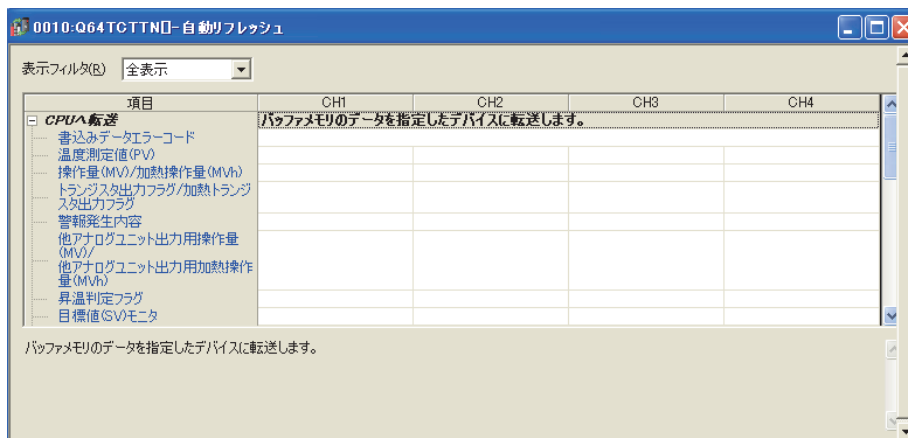 0010:Q64TCTTN[]-自動リフレッシュ
表示フィルタ(R) 全表示
項目 CH1 CH2 CH3 CH4
CPUへ転送 バッファメモリのデータを指定したデバイスに転送します。
書込みデータエラーコード
温度測定値(PV)
操作量(MV)/加熱操作量(MVh)
トランジスタ出力フラグ/加熱トランジ
スタ出力フラグ
警報発生内容
他アナログユニット出力用操作量
(MV)/
他アナログユニット出力用加熱操作
量(MVh)
昇温判定フラグ
目標値(SV)モニタ
バッファメモリのデータを指定したデバイスに転送します。